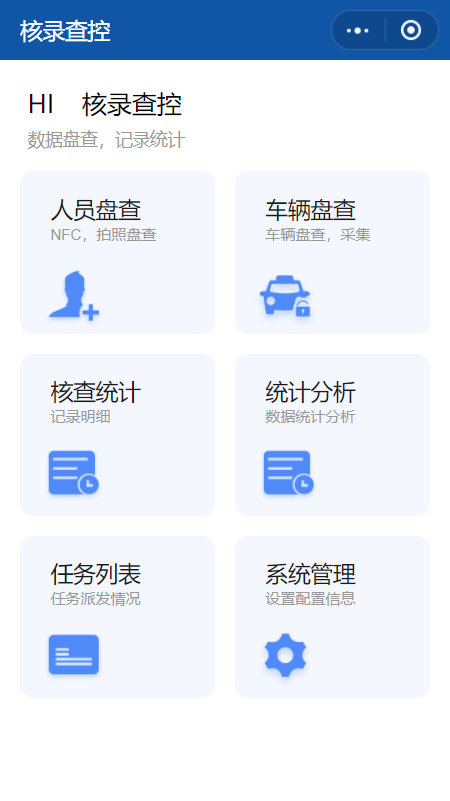 核录查控
HI 核录查控
数据盘查，记录统计
人员盘查
NFC，拍照盘查
车辆盘查
车辆盘查，采集
核查统计
记录明细
统计分析
数据统计分析
任务列表
任务派发情况
系统管理
设置配置信息